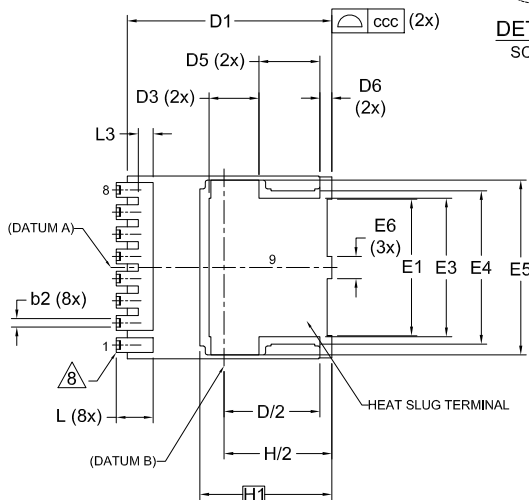 D1
ccc (2x)
DET
SC
D5 (2x)
D3 (2x)
D6
(2x)
L3
8
(DATUM A)
9
E6
(3x)
E1
E3
E4
E5
b2 (8x)
1
8
L (8x)
D/2
HEAT SLUG TERMINAL
H/2
(DATUM B)
H1